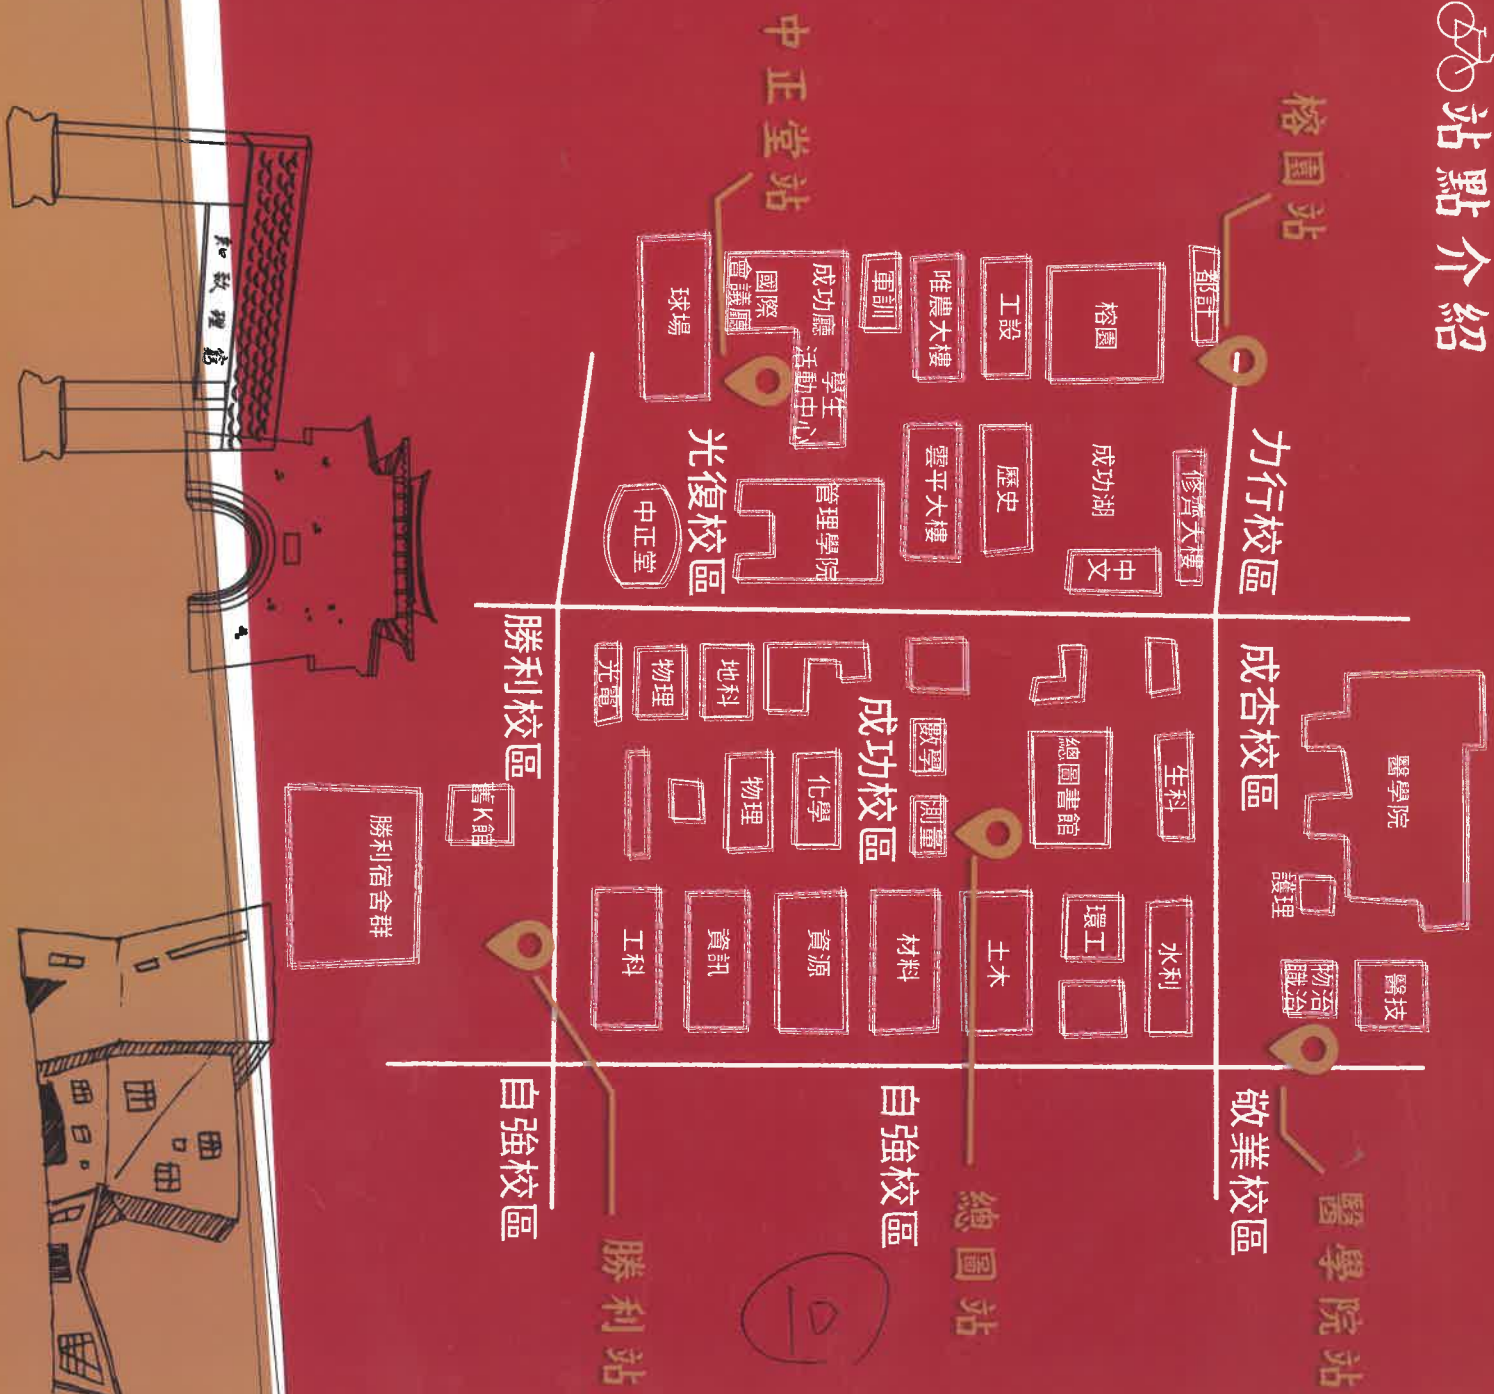 站點介紹
榕園站
中正堂站
醫學院站
總圖站
勝利站
力行校區
成杏校區
敬業校區
光復校區
成功校區
自強校區
勝利校區
自強校區
都計
修齊大樓
榕園
成功湖
中文
工設
歷史
唯農大樓
雲平大樓
軍訓
成功廳
學生
活動中心
國際
會議廳
管理學院
球場
中正堂
醫學院
護理
醫技
物治
職治
生科
水利
總圖書館
環工
土木
數學
測量
材料
化學
資源
地科
物理
資訊
物理
光電
工科
舊K館
勝利宿舍群